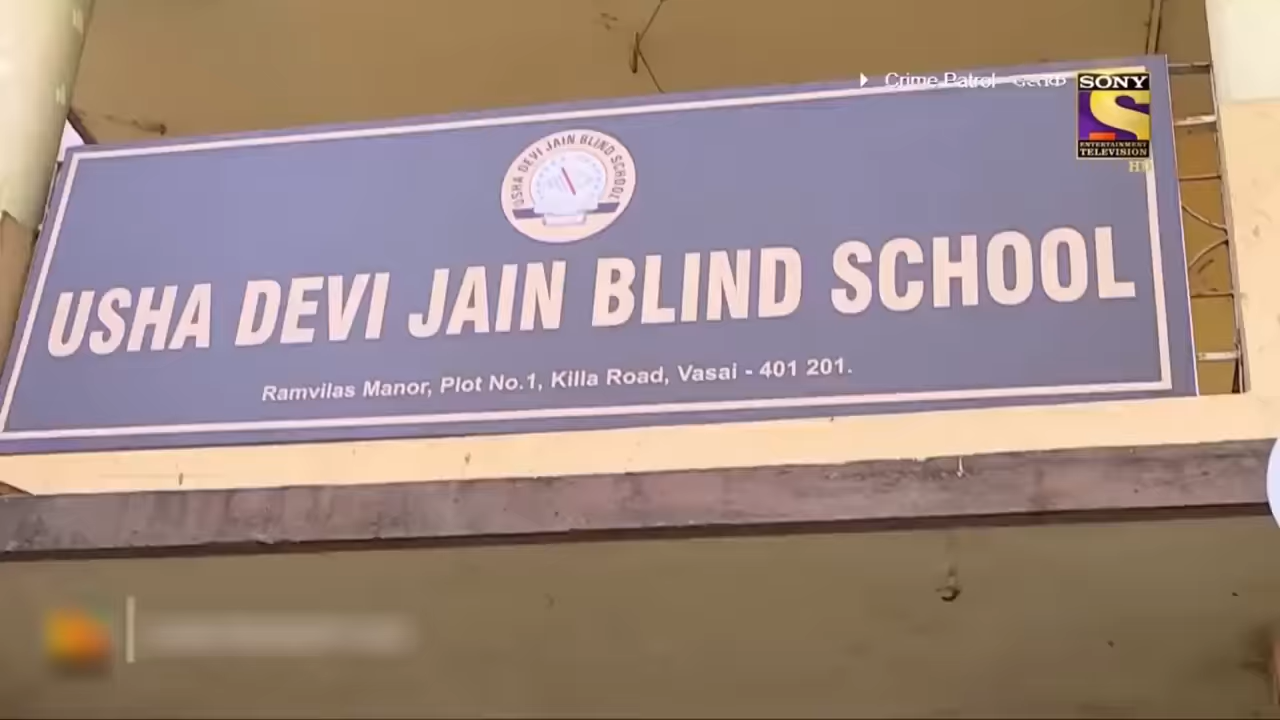 Crime Patrol
SONY
ENTERTAINMENT
TELEVISION
HD
USHA DEVI JAIN BLIND SCHOOL
USHA DEVI JAIN BLIND SCHOOL
Ramvilas Manor, Plot No.1, Killa Road, Vasai - 401 201.